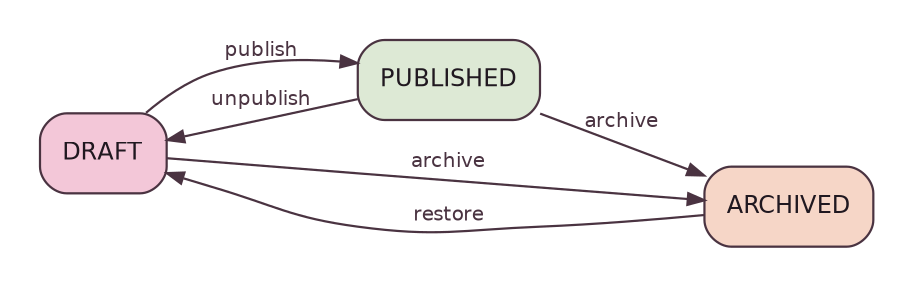 publish
PUBLISHED
unpublish
archive
DRAFT
archive
ARCHIVED
restore